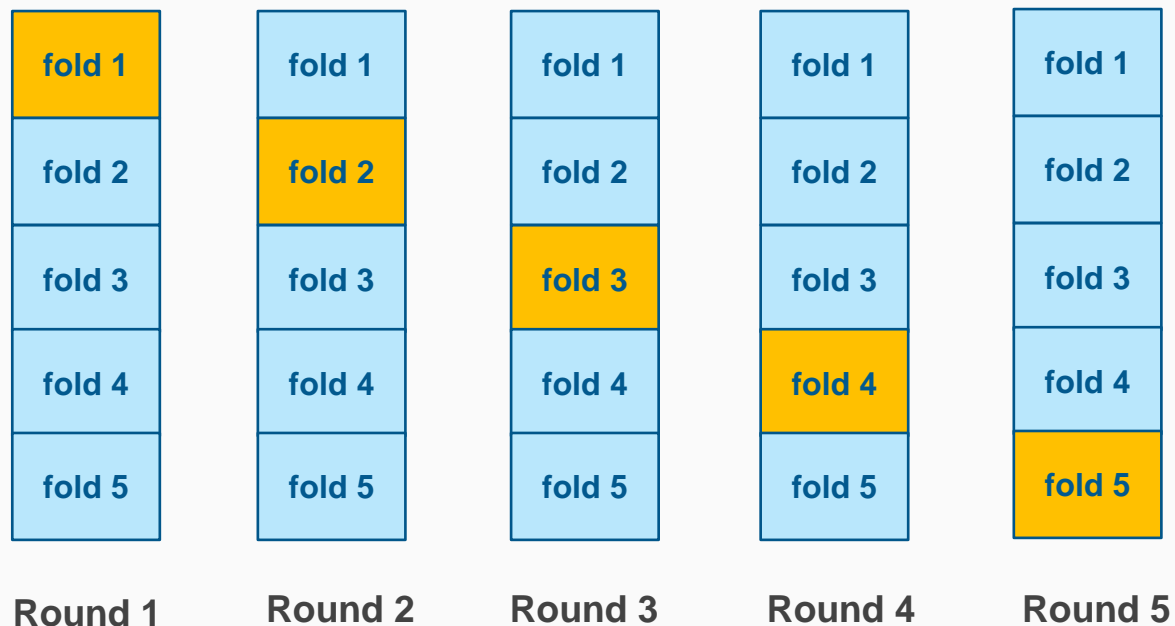 fold 1 fold 1 fold 1 fold 1 fold 1
fold 2 fold 2 fold 2 fold 2 fold 2
fold 3 fold 3 fold 3 fold 3 fold 3
fold 4 fold 4 fold 4 fold 4 fold 4
fold 5 fold 5 fold 5 fold 5 fold 5
Round 1 Round 2 Round 3 Round 4 Round 5